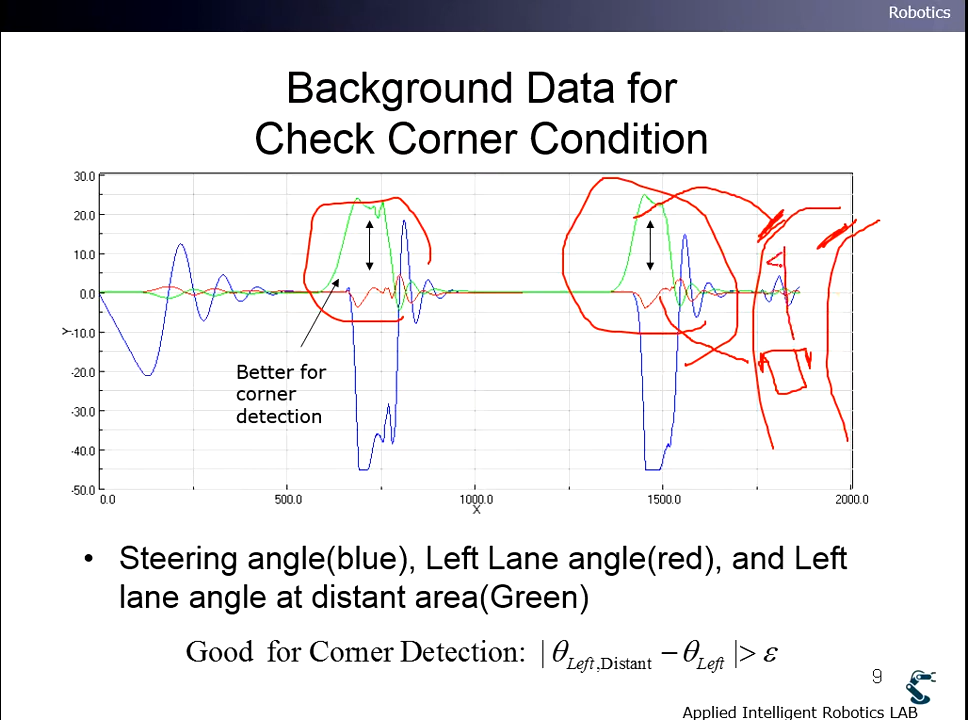 Robotics
Background Data for
Check Corner Condition
30.0
20.0
10.0
0.0
Y
-10.0
-20.0
-30.0
-40.0
-50.0
Better for
corner
detection
0.0 500.0 1000.0 1500.0 2000.0
X
• Steering angle(blue), Left Lane angle(red), and Left
lane angle at distant area(Green)
Good for Corner Detection: | θLeft,Distant − θLeft |> ε
9
Applied Intelligent Robotics LAB